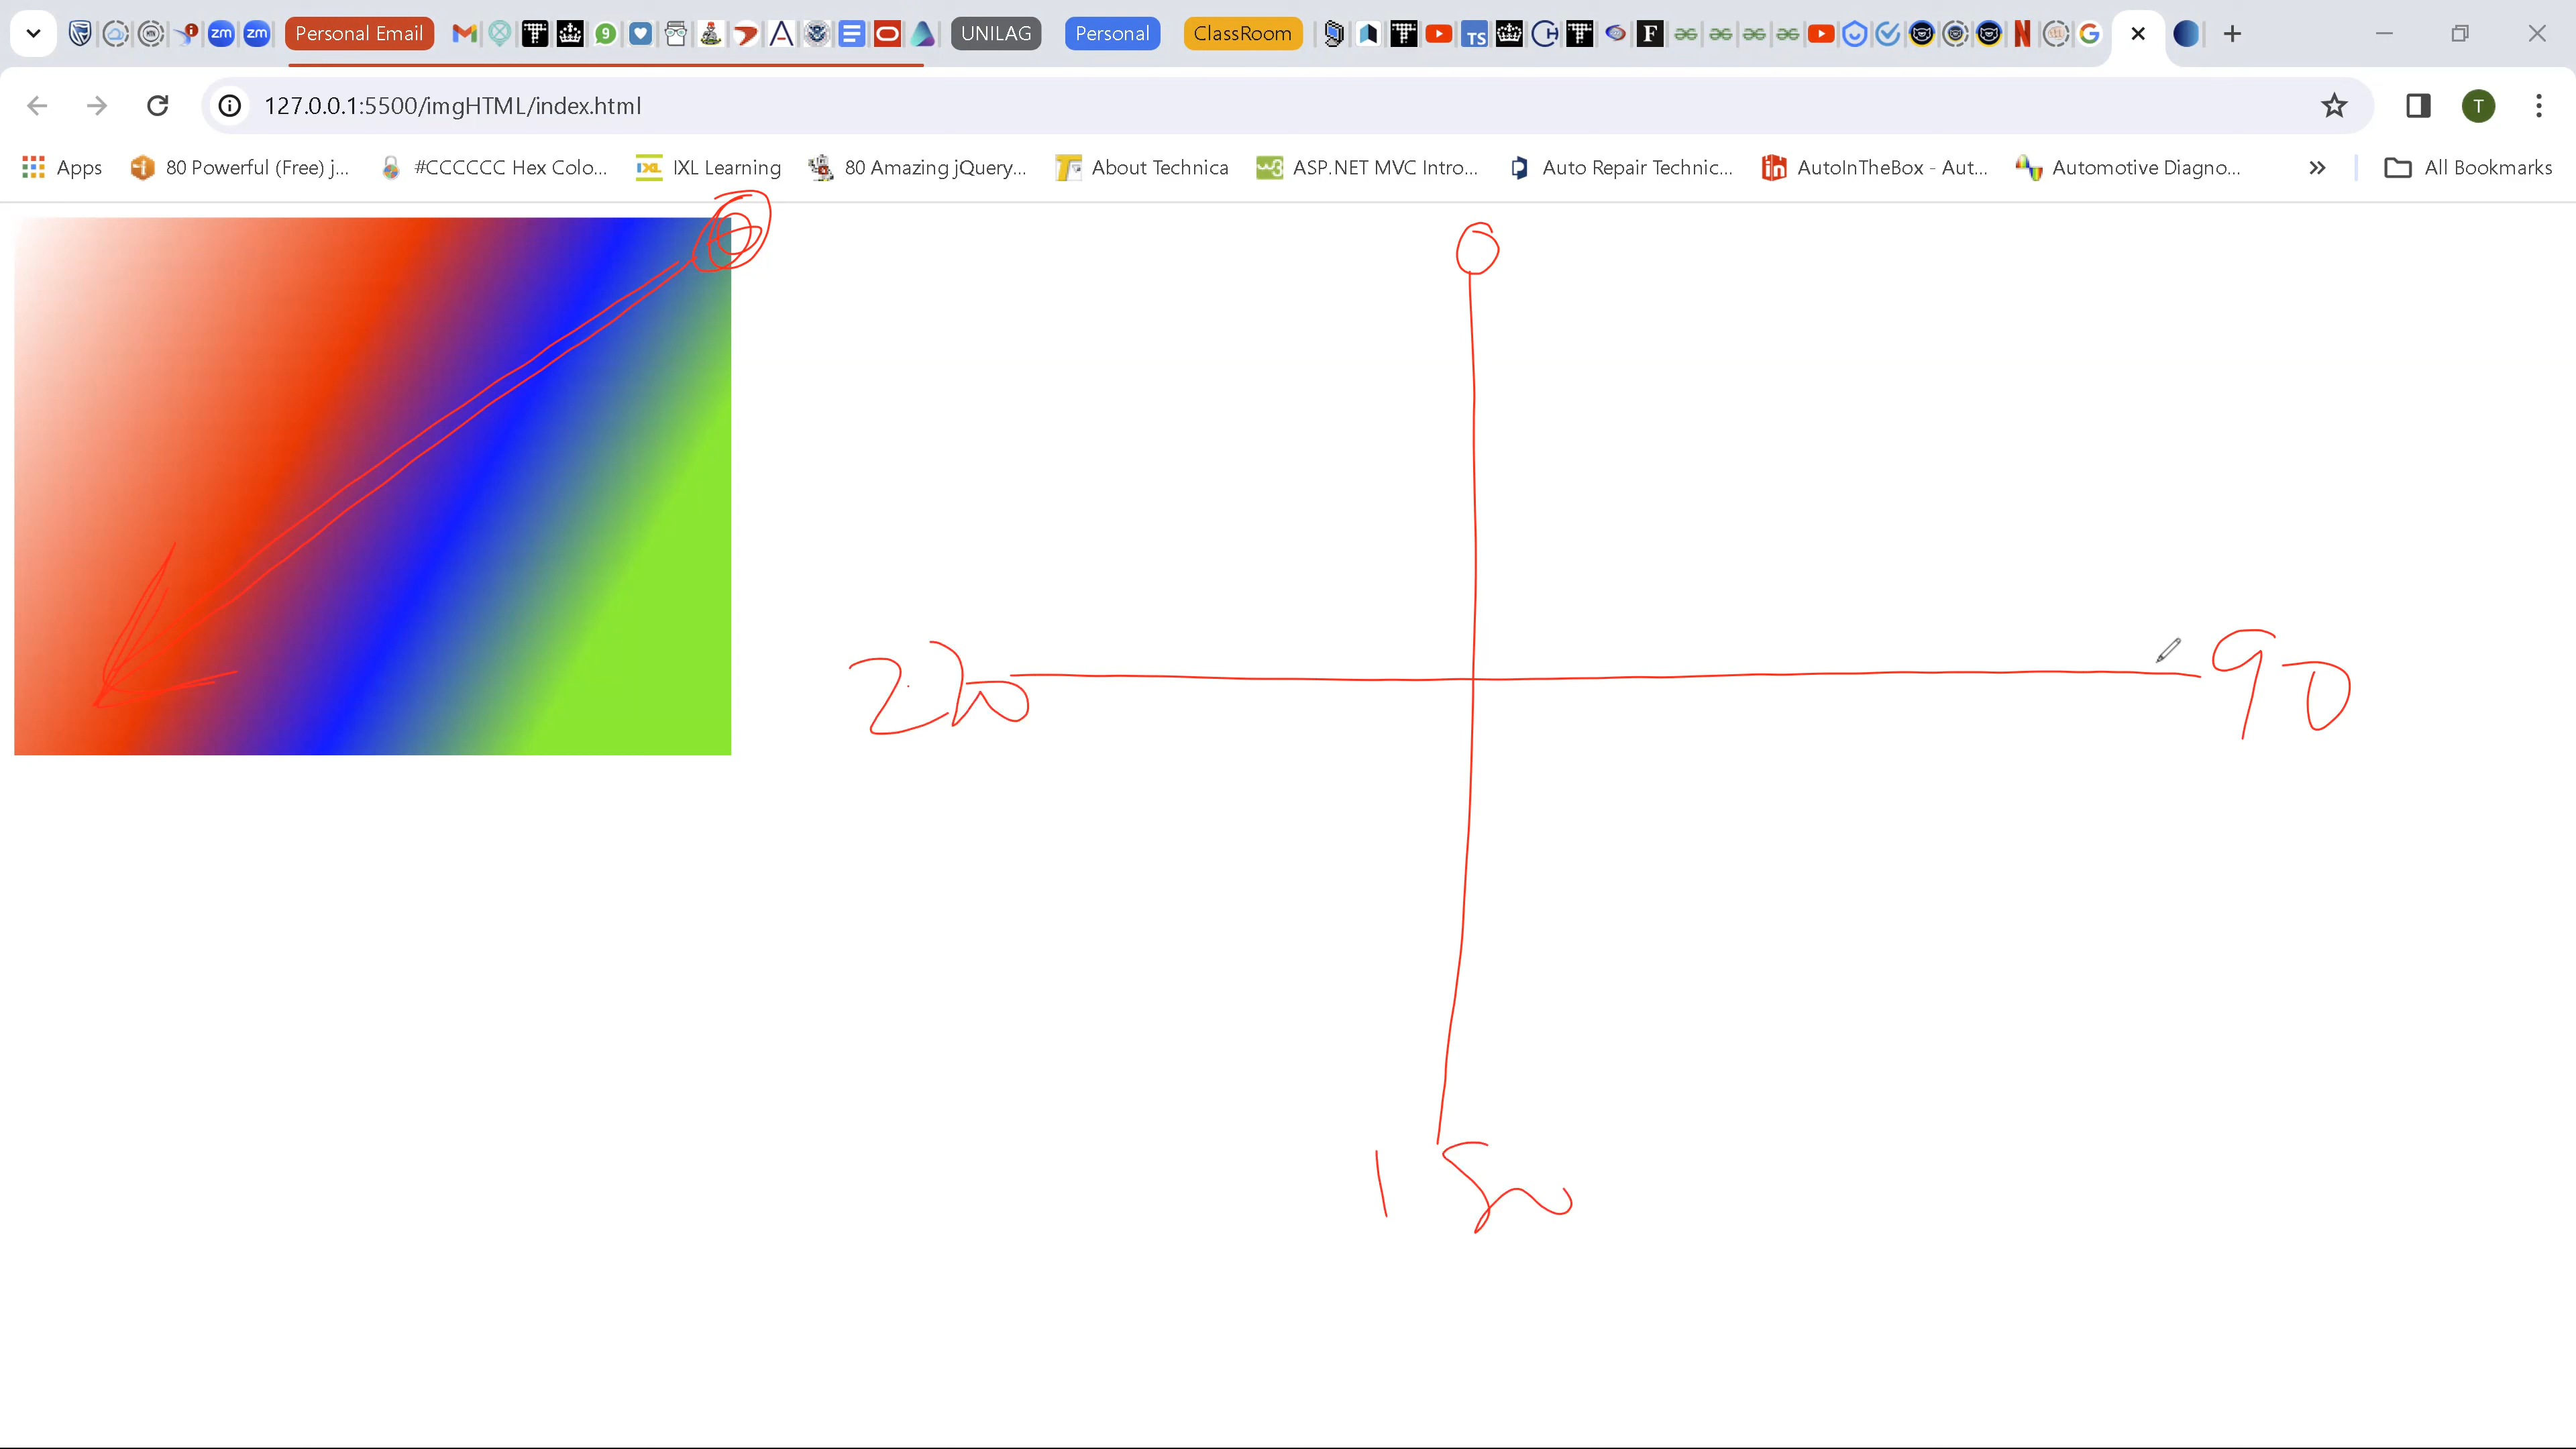 Personal Email UNILAG Personal ClassRoom
127.0.0.1:5500/imgHTML/index.html
Apps 80 Powerful (Free) j... #CCCCCC Hex Colo... IXL Learning 80 Amazing jQuery... About Technica ASP.NET MVC Intro... Auto Repair Technic... AutoInTheBox - Aut... Automotive Diagno... All Bookmarks
0
90